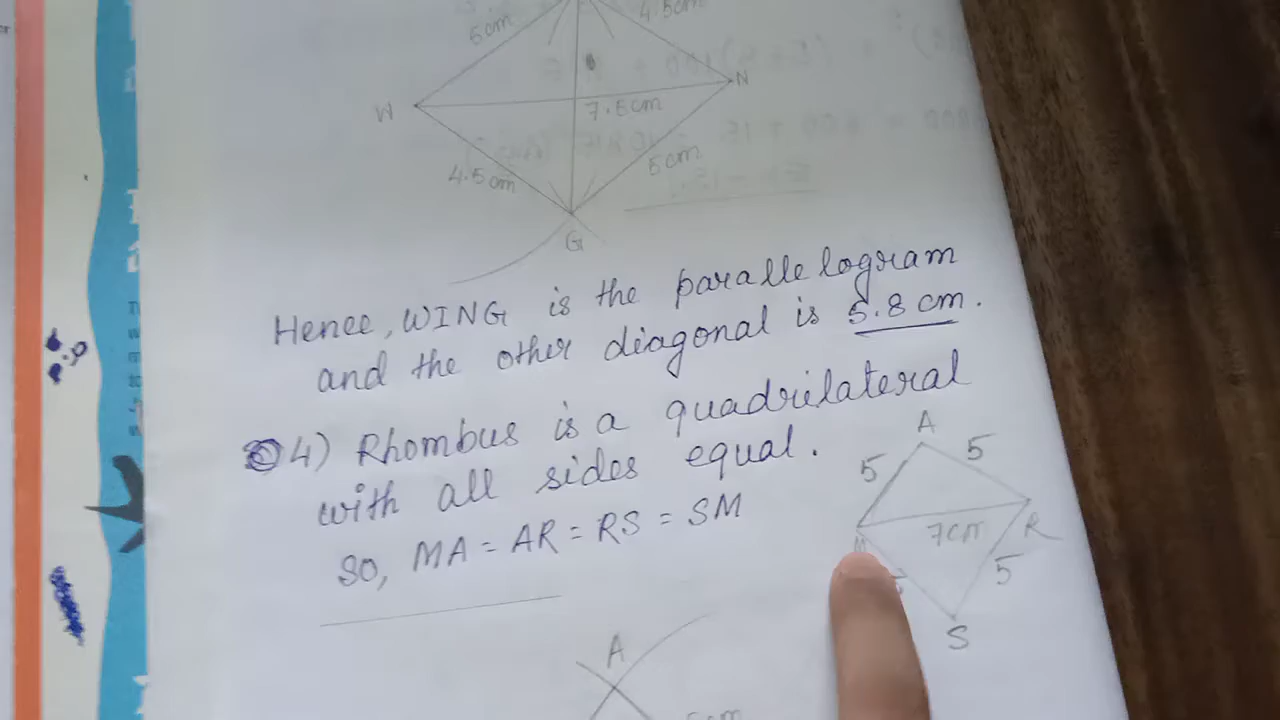 5cm
4.5cm
W
N
7.5cm
4.5cm
5cm
G
Hence, WING is the parallelogram
and the other diagonal is 5.8 cm.
4) Rhombus is a quadrilateral
with all sides equal.
SO, MA = AR = RS = SM
A
5
5
7cm
R
5
S
A